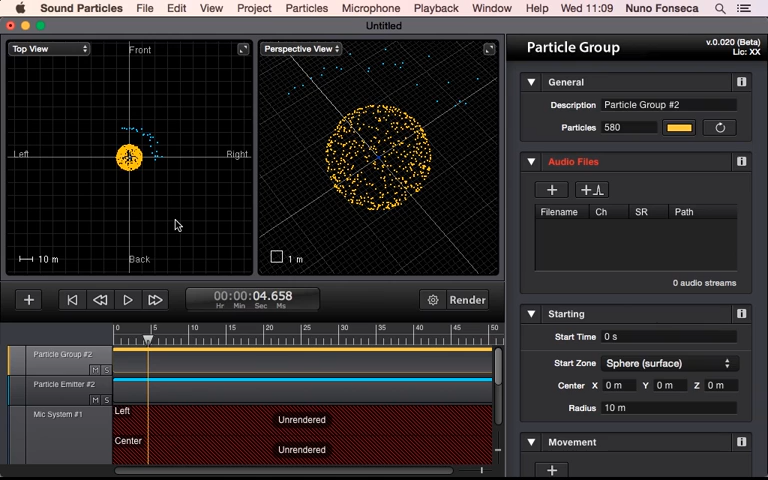 Sound Particles File Edit Views Project Particles Microphone Playback Window Help Wed 11:09 Nuno Fonseca
Untitled
Top View
Front
Left
Right
Back
10 m
Perspective View
1 m
Particle Group
v.0.020 (Beta)
Lic: XX
General
Description Particle Group #2
Particles 580
Audio Files
Filename Ch SR Path
0 audio streams
Starting
Start Time 0 s
Start Zone Sphere (surface)
Center X 0 m Y 0 m Z 0 m
Radius 10 m
Movement
00:00:04.658
Hr Min Sec Ms
Render
0 5 10 15 20 25 30 35 40 45 50
Particle Group #2
M S
Particle Emitter #2
M S
Mic System #1
Left
Unrendered
Center
Unrendered